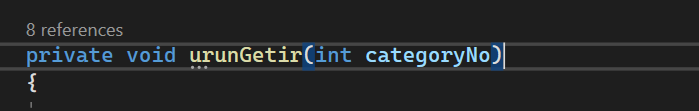 8 references
private void urunGetir(int categoryNo)
{